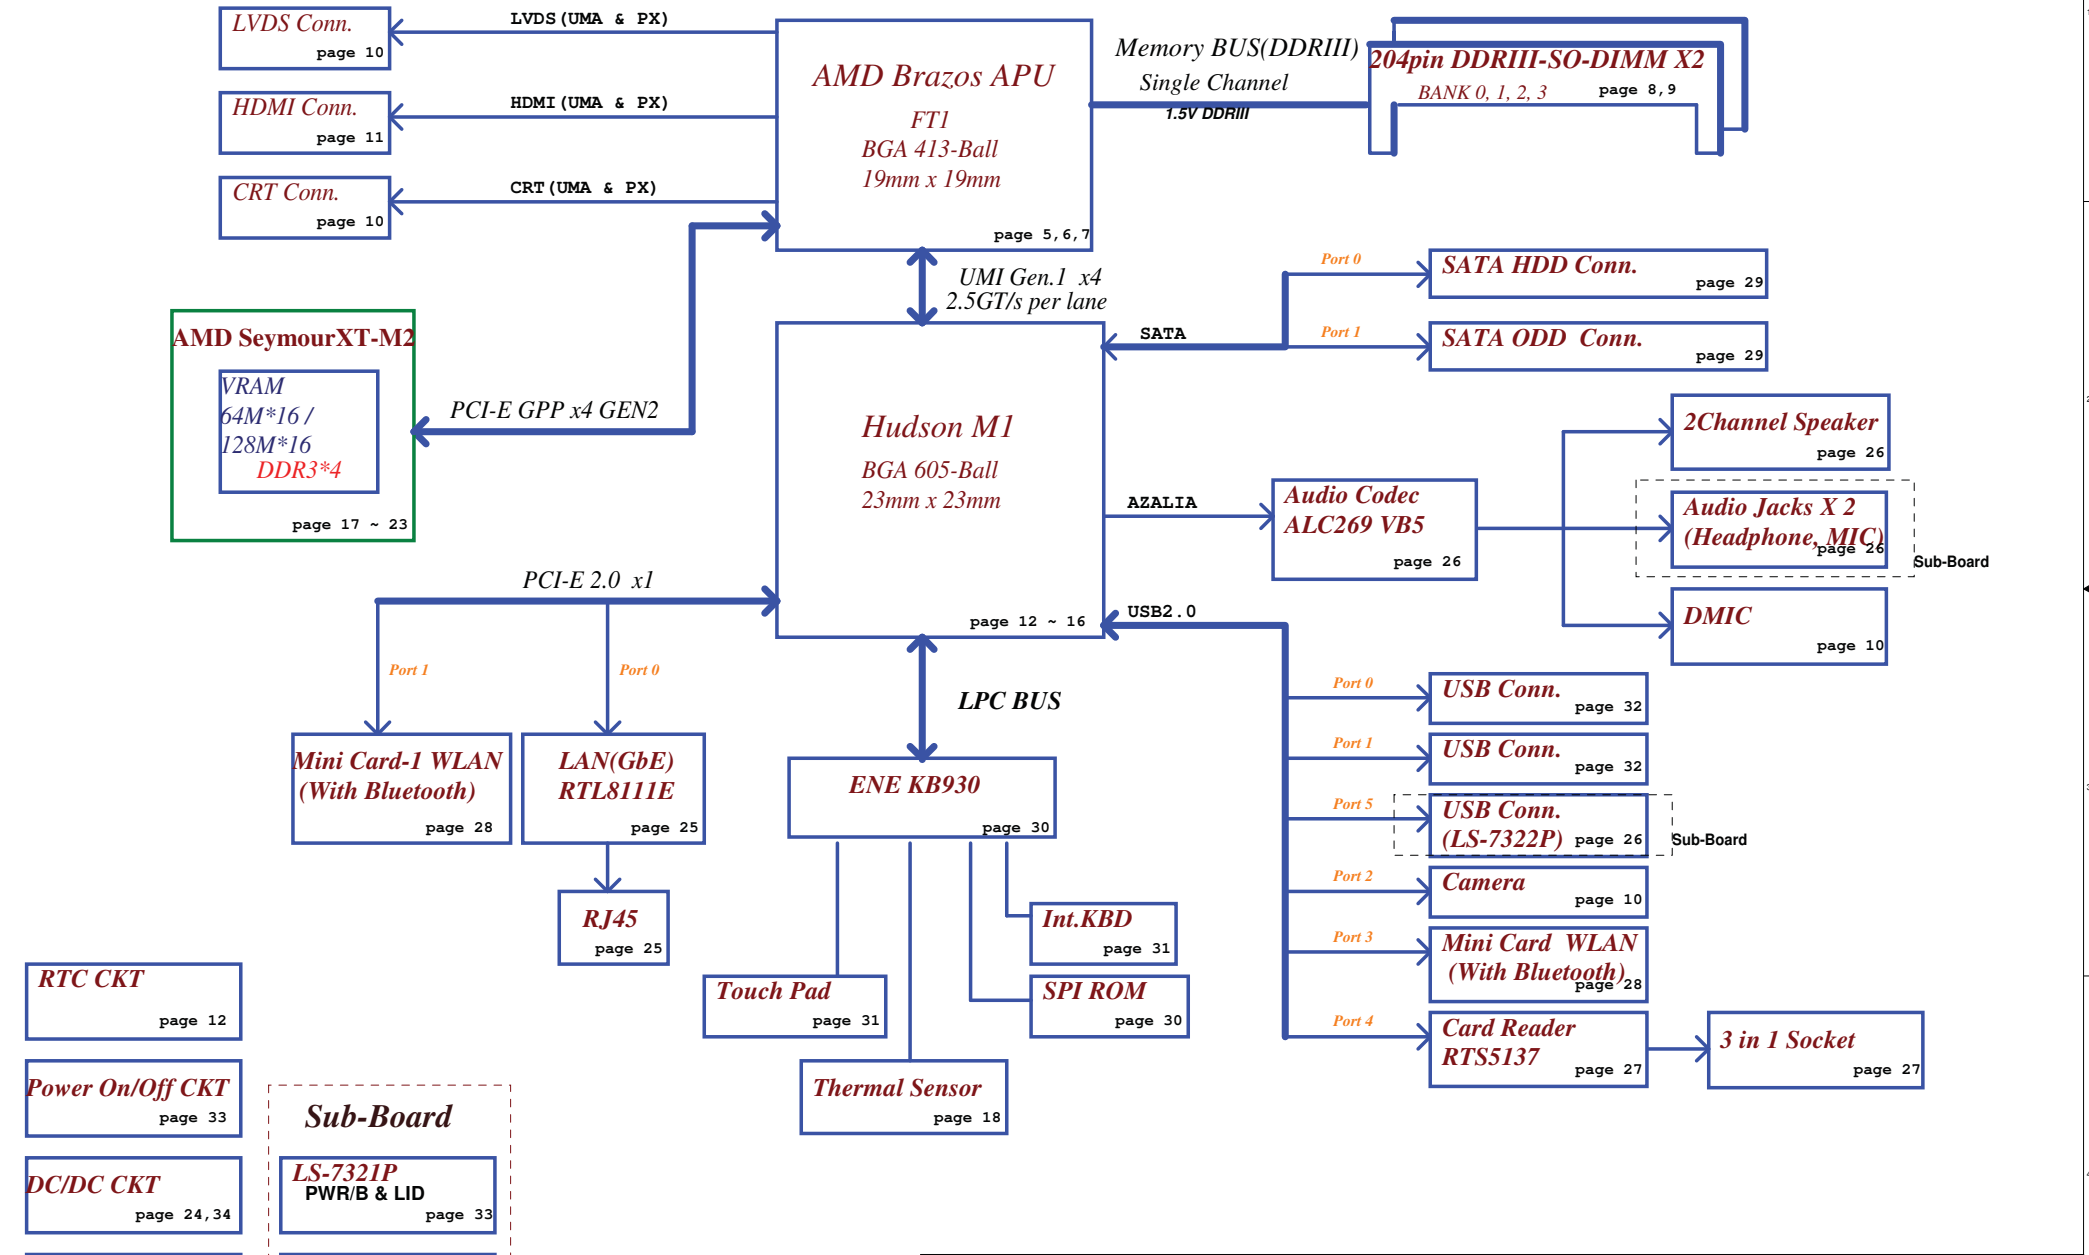 LVDS Conn.
page 10
LVDS(UMA & PX)
HDMI Conn.
page 11
HDMI(UMA & PX)
CRT Conn.
page 10
CRT(UMA & PX)
AMD Brazos APU
FT1
BGA 413-Ball
19mm x 19mm
page 5,6,7
Memory BUS(DDRIII)
Single Channel
1.5V DDRIII
204pin DDRIII-SO-DIMM X2
BANK 0, 1, 2, 3
page 8,9
UMI Gen.1 x4
2.5GT/s per lane
AMD SeymourXT-M2
VRAM
64M*16 /
128M*16
DDR3*4
page 17 ~ 23
PCI-E GPP x4 GEN2
Hudson M1
BGA 605-Ball
23mm x 23mm
page 12 ~ 16
SATA
Port 0
SATA HDD Conn.
page 29
Port 1
SATA ODD Conn.
page 29
AZALIA
Audio Codec
ALC269 VB5
page 26
2Channel Speaker
page 26
Audio Jacks X 2
(Headphone, MIC)
page 26
Sub-Board
DMIC
page 10
PCI-E 2.0 x1
Port 1
Port 0
Mini Card-1 WLAN
(With Bluetooth)
page 28
LAN(GbE)
RTL8111E
page 25
RJ45
page 25
LPC BUS
ENE KB930
page 30
Int.KBD
page 31
Touch Pad
page 31
SPI ROM
page 30
Thermal Sensor
page 18
USB2.0
Port 0
USB Conn.
page 32
Port 1
USB Conn.
page 32
Port 5
USB Conn.
(LS-7322P)
page 26
Sub-Board
Port 2
Camera
page 10
Port 3
Mini Card WLAN
(With Bluetooth)
page 28
Port 4
Card Reader
RTS5137
page 27
3 in 1 Socket
page 27
RTC CKT
page 12
Power On/Off CKT
page 33
DC/DC CKT
page 24,34
Sub-Board
LS-7321P
PWR/B & LID
page 33